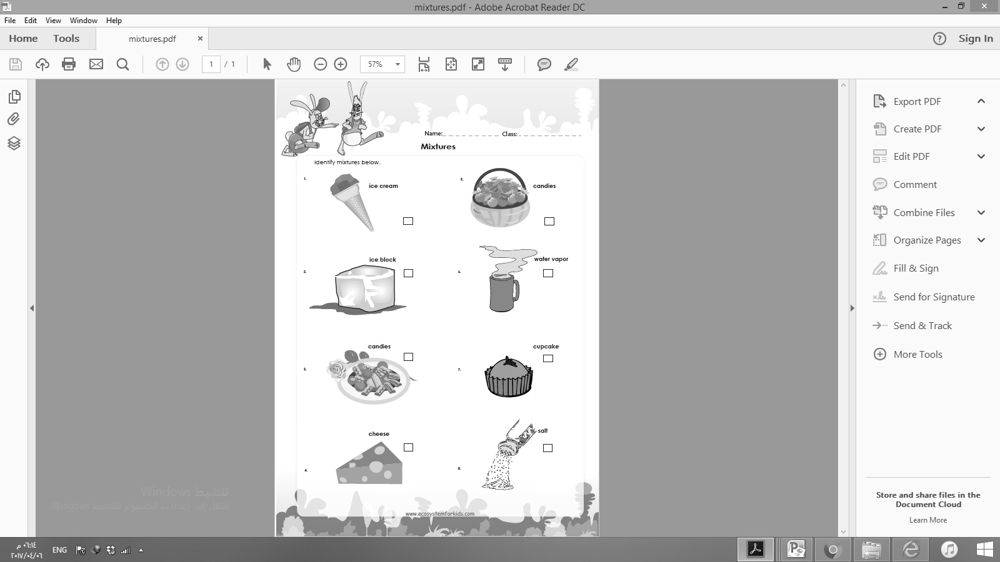 mixtures.pdf - Adobe Acrobat Reader DC
File Edit View Window Help
Home Tools mixtures.pdf × Sign In
1 / 1 57%
Name: Class:
Mixtures
Identify mixtures below.
1. ice cream
2. ice block
3. candies
4. cheese
5. candies
6. water vapor
7. cupcake
8. salt
www.ecosystemforkids.com
Export PDF
Create PDF
Edit PDF
Comment
Combine Files
Organize Pages
Fill & Sign
Send for Signature
Send & Track
More Tools
Store and share files in the
Document Cloud
Learn More
تنشيط Windows
انتقل إلى إعدادت الكمبيوتر لتنشيط Windows.
٠٦:١٤ م
٢٠١٧/٠٤/٠٦
ENG